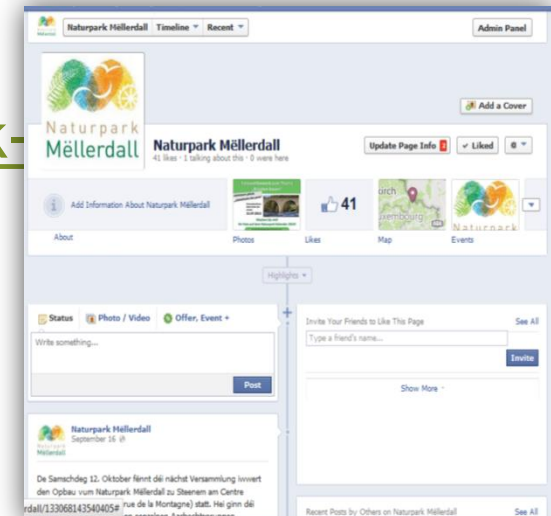 Naturpark Mëllerdall Timeline Recent
Admin Panel
Add a Cover
Naturpark
Mëllerdall
Naturpark Mëllerdall
41 likes · 1 talking about this · 0 were here
Update Page Info
Liked
Add Information About Naturpark Mëllerdall
41
Luxembourg
Naturpark
About
Photos
Likes
Map
Events
Highlights
Status Photo / Video Offer, Event +
Write something...
Post
Invite Your Friends to Like This Page See All
Type a friend's name...
Invite
Show More
Naturpark Mëllerdall
September 16
De Samschdeg 12. Oktober fënnt déi nächst Versammlung iwwert
den Opbau vum Naturpark Mëllerdall zu Steenem am Centre
rue de la Montagne) statt. Hei ginn déi
rdall/133068143540405#
Recent Posts by Others on Naturpark Mëllerdall See All